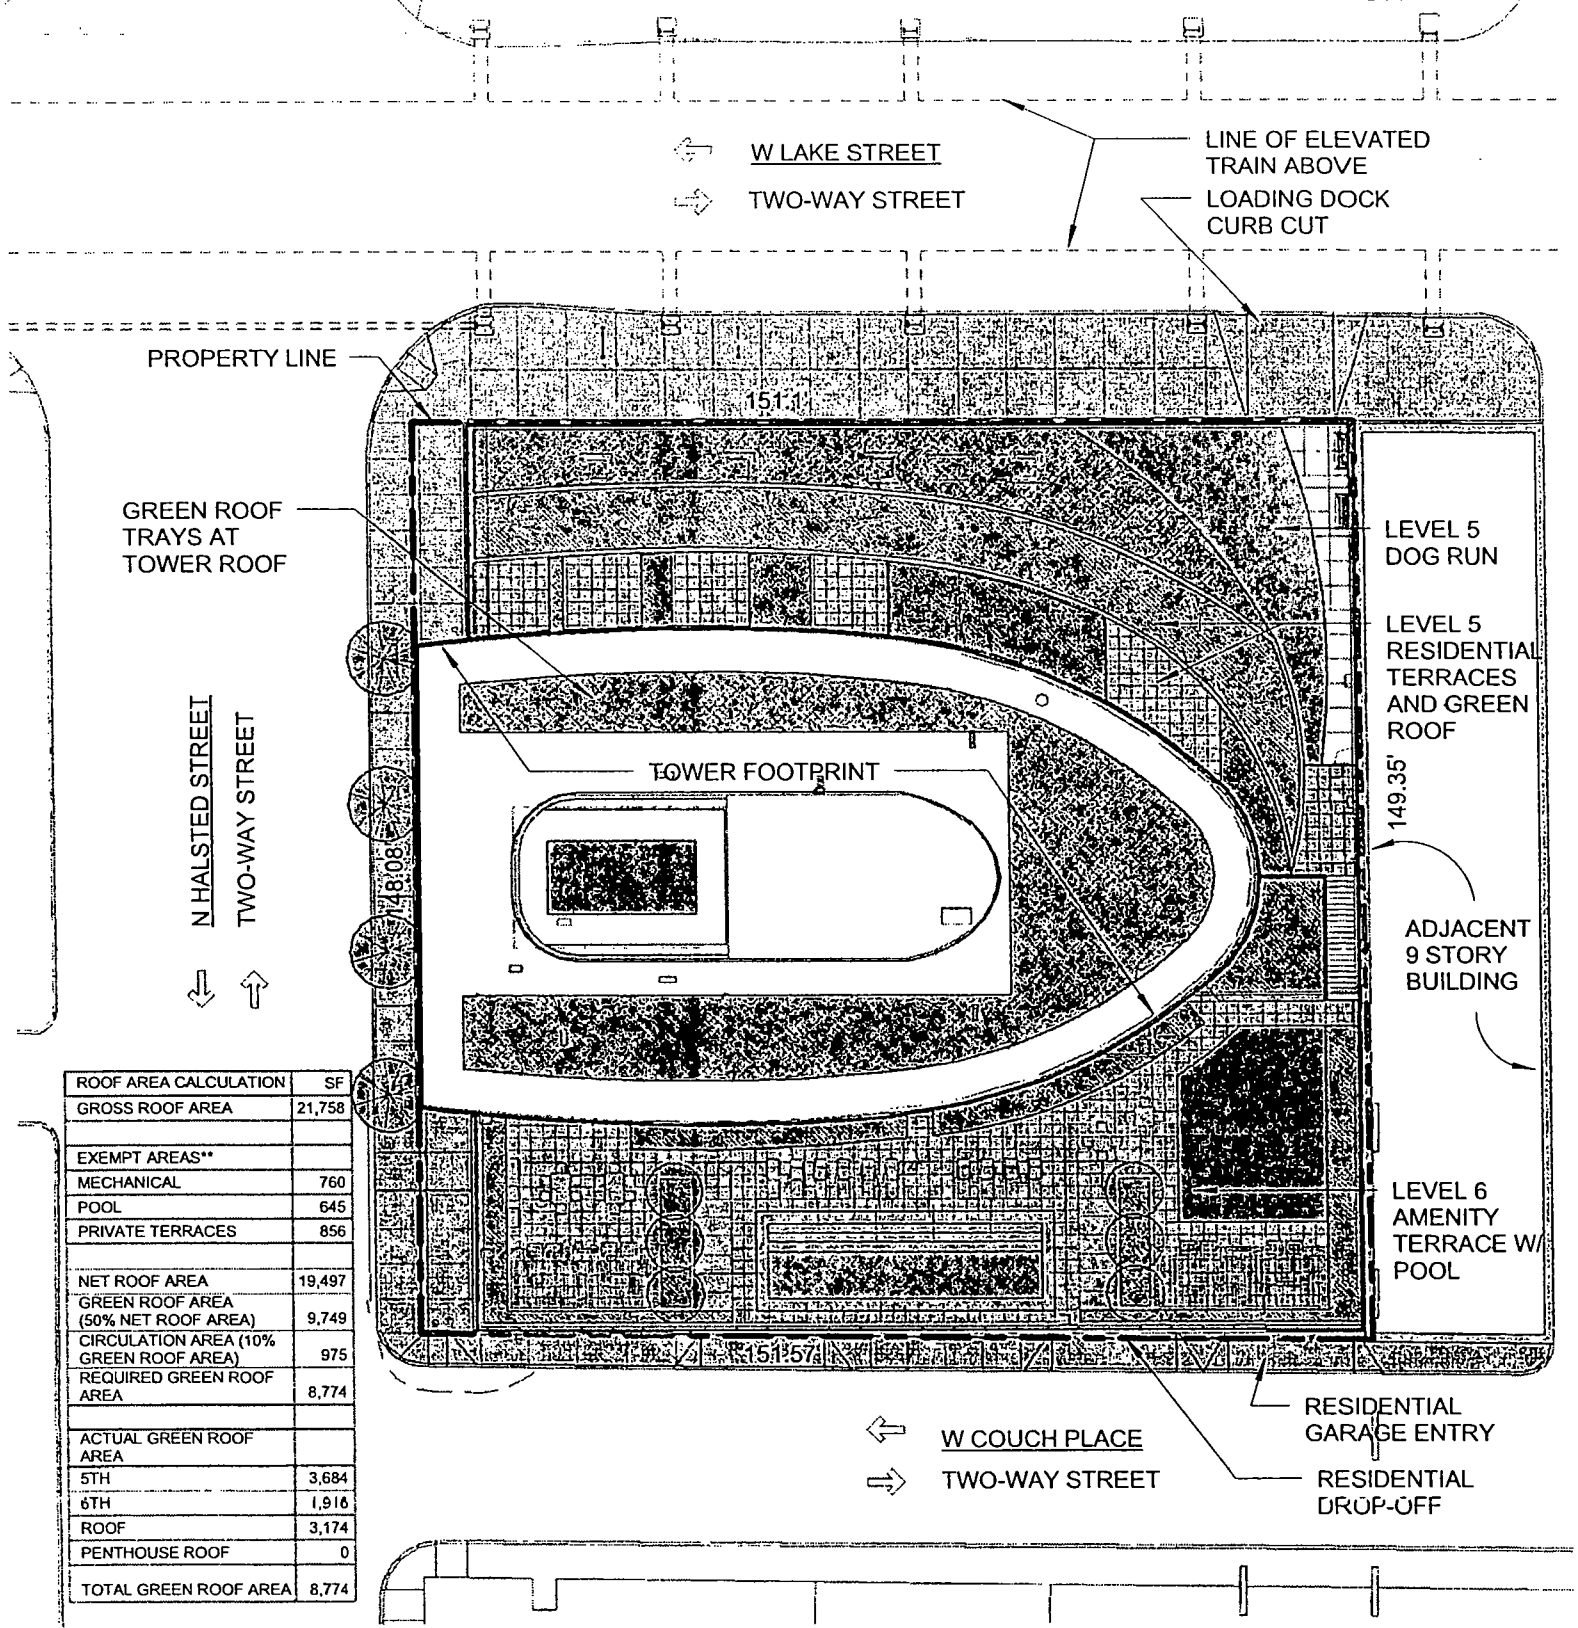 W LAKE STREET
TWO-WAY STREET
LINE OF ELEVATED
TRAIN ABOVE
LOADING DOCK
CURB CUT
PROPERTY LINE
151.1
GREEN ROOF
TRAYS AT
TOWER ROOF
LEVEL 5
DOG RUN
LEVEL 5
RESIDENTIAL
TERRACES
AND GREEN
ROOF
N HALSTED STREET
TWO-WAY STREET
TOWER FOOTPRINT
149.35'
148.08
ADJACENT
9 STORY
BUILDING
LEVEL 6
AMENITY
TERRACE W/
POOL
ROOF AREA CALCULATION SF
GROSS ROOF AREA 21,758
EXEMPT AREAS**
MECHANICAL 760
POOL 645
PRIVATE TERRACES 856
NET ROOF AREA 19,497
GREEN ROOF AREA
(50% NET ROOF AREA) 9,749
CIRCULATION AREA (10%
GREEN ROOF AREA) 975
REQUIRED GREEN ROOF
AREA 8,774
ACTUAL GREEN ROOF
AREA
5TH 3,684
6TH 1,916
ROOF 3,174
PENTHOUSE ROOF 0
TOTAL GREEN ROOF AREA 8,774
151.57
W COUCH PLACE
TWO-WAY STREET
RESIDENTIAL
GARAGE ENTRY
RESIDENTIAL
DROP-OFF